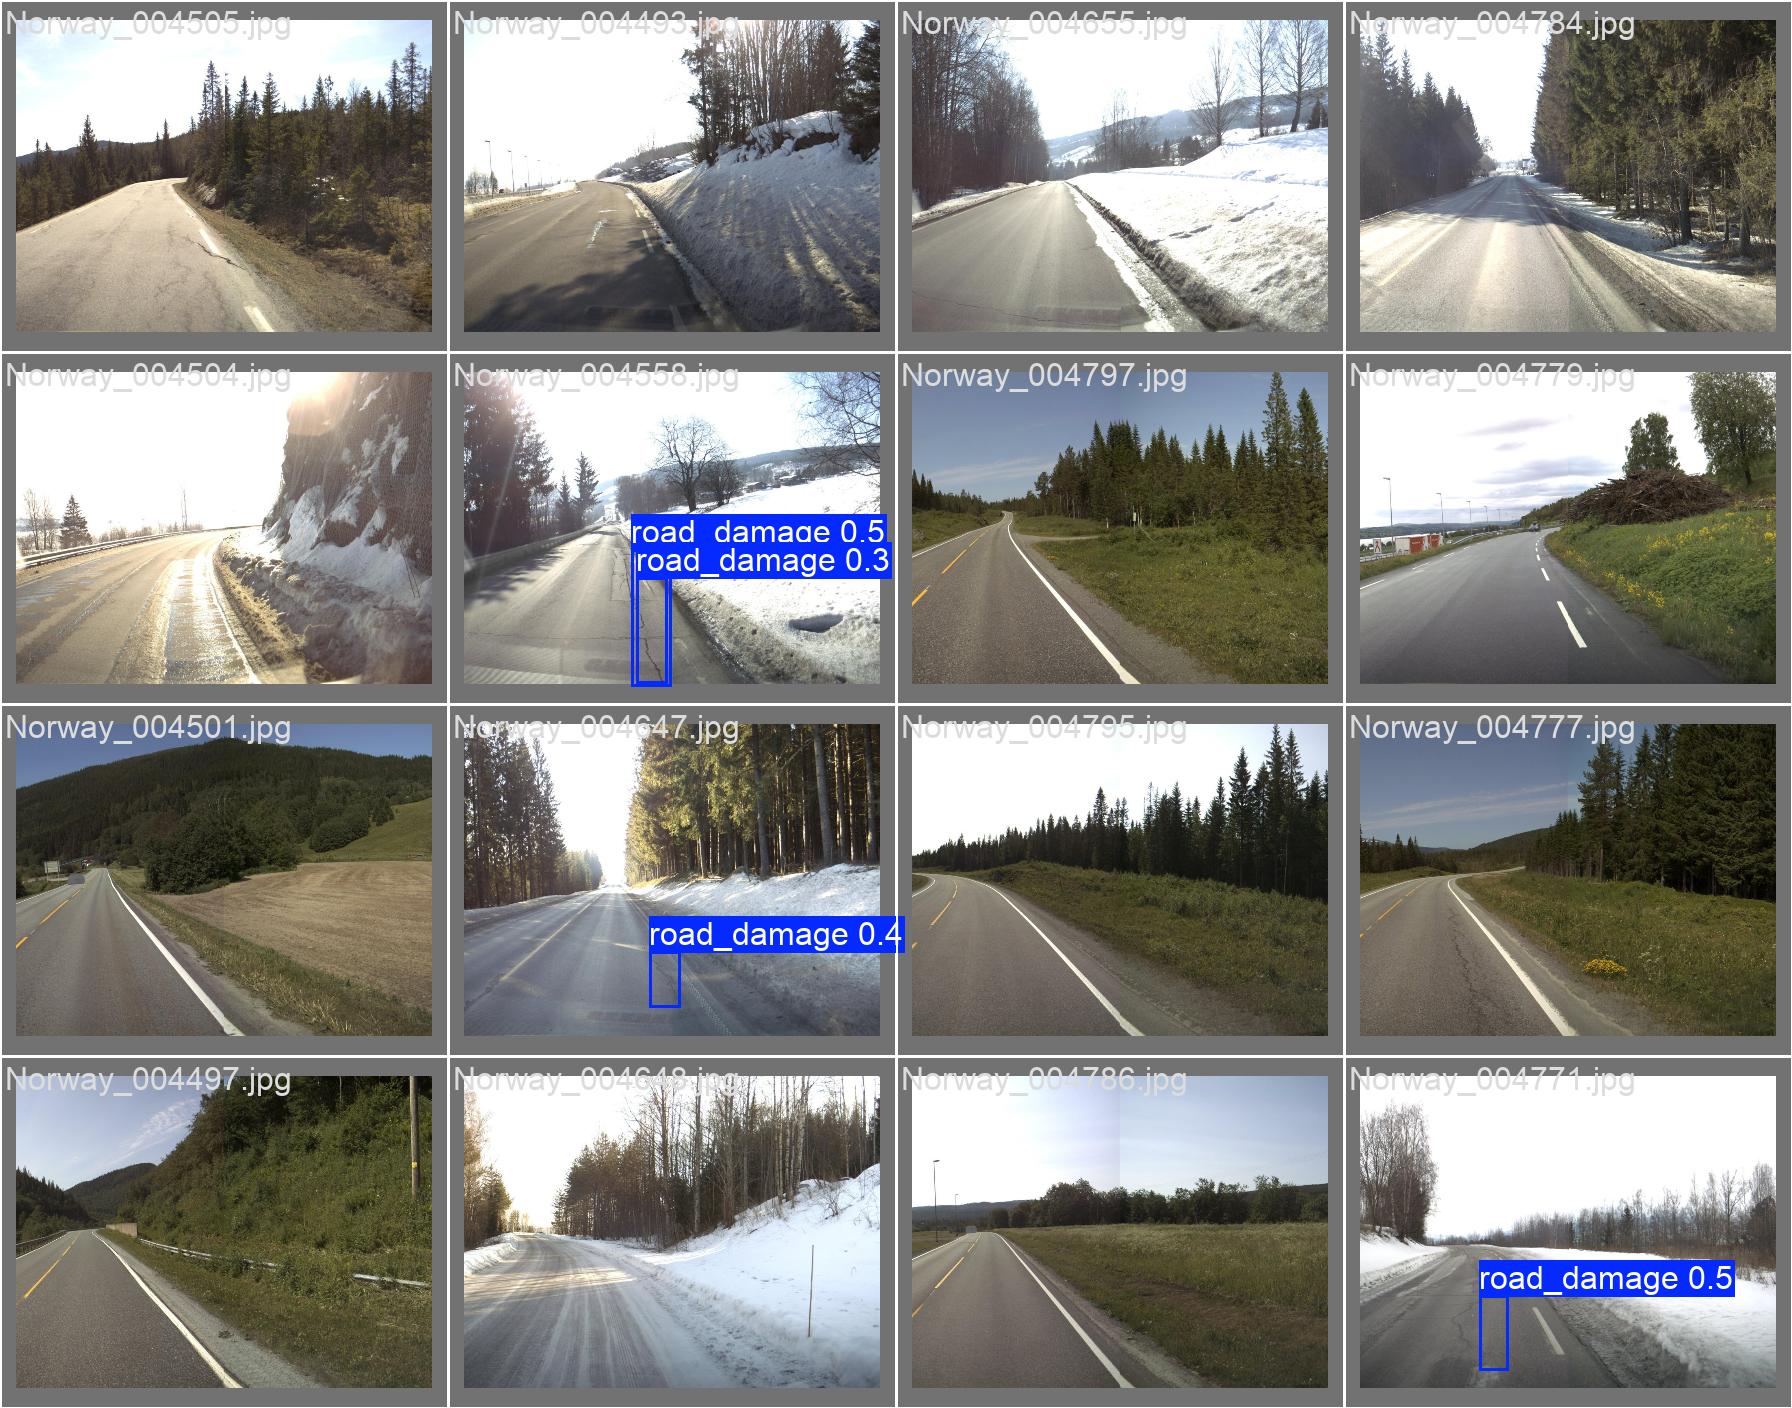 Norway_004505.jpg
Norway_004493.jpg
Norway_004655.jpg
Norway_004784.jpg
Norway_004504.jpg
Norway_004558.jpg
Norway_004797.jpg
Norway_004779.jpg
road_damage 0.5
road_damage 0.3
Norway_004501.jpg
Norway_004647.jpg
Norway_004795.jpg
Norway_004777.jpg
road_damage 0.4
Norway_004497.jpg
Norway_004648.jpg
Norway_004786.jpg
Norway_004771.jpg
road_damage 0.5